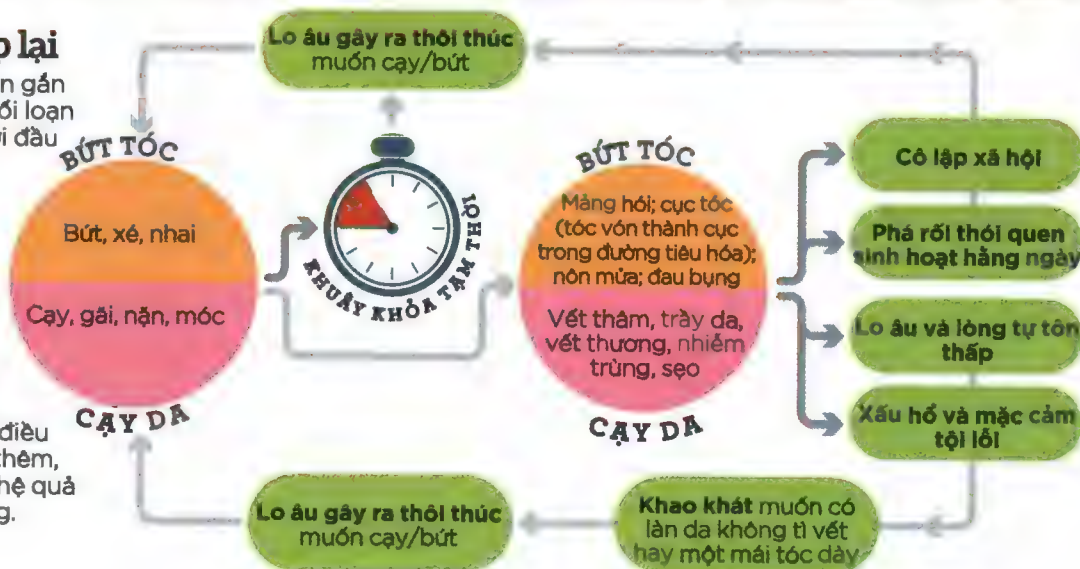 lại
gắn
loạn
đầu
Lo âu gây ra thôi thúc
muốn cạy/bứt
BỨT TÓC
Bứt, xé, nhai
Cạy, gãi, nặn, móc
CẠY DA
KHUÂY KHỎA TẠM THỜI
BỨT TÓC
Mảng hói; cục tóc
(tóc vón thành cục
trong đường tiêu hóa);
nôn mửa; đau bụng
Vết thâm, trầy da,
vết thương, nhiễm
trùng, sẹo
CẠY DA
Cô lập xã hội
Phá rối thói quen
sinh hoạt hằng ngày
Lo âu và lòng tự tôn
thấp
Xấu hổ và mặc cảm
tội lỗi
điều
thêm,
hệ quả
Lo âu gây ra thôi thúc
muốn cạy/bứt
Khao khát muốn có
làn da không tì vết
hay một mái tóc dày